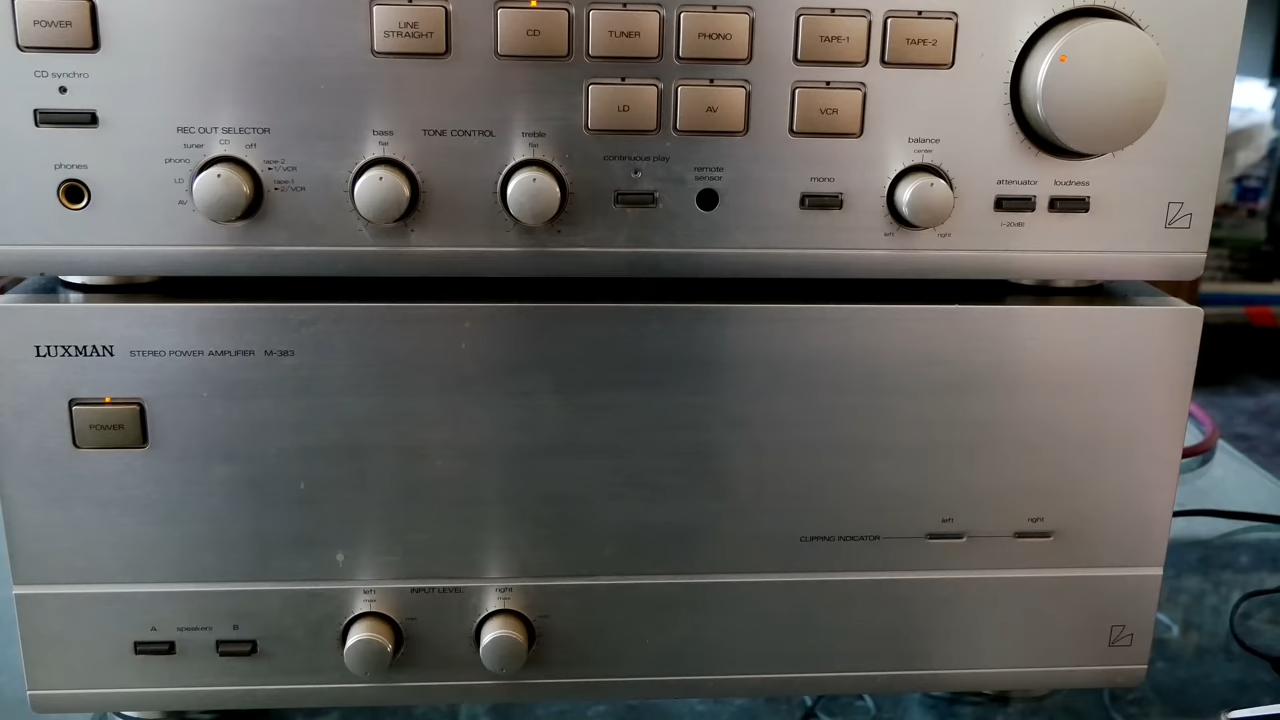 POWER
LINE
STRAIGHT
CD
TUNER
PHONO
TAPE-1
TAPE-2
CD synchro
LD
AV
VCR
REC OUT SELECTOR
tuner
CD
off
phono
tape-2
►1/VCR
LD
tape-1
►2/VCR
AV
bass
flat
TONE CONTROL
treble
flat
continuous play
remote
sensor
mono
balance
center
left
right
attenuator
(-20dB)
loudness
phones
LUXMAN STEREO POWER AMPLIFIER M-383
POWER
CLIPPING INDICATOR
left
right
A speakers B
left
max
INPUT LEVEL
right
max